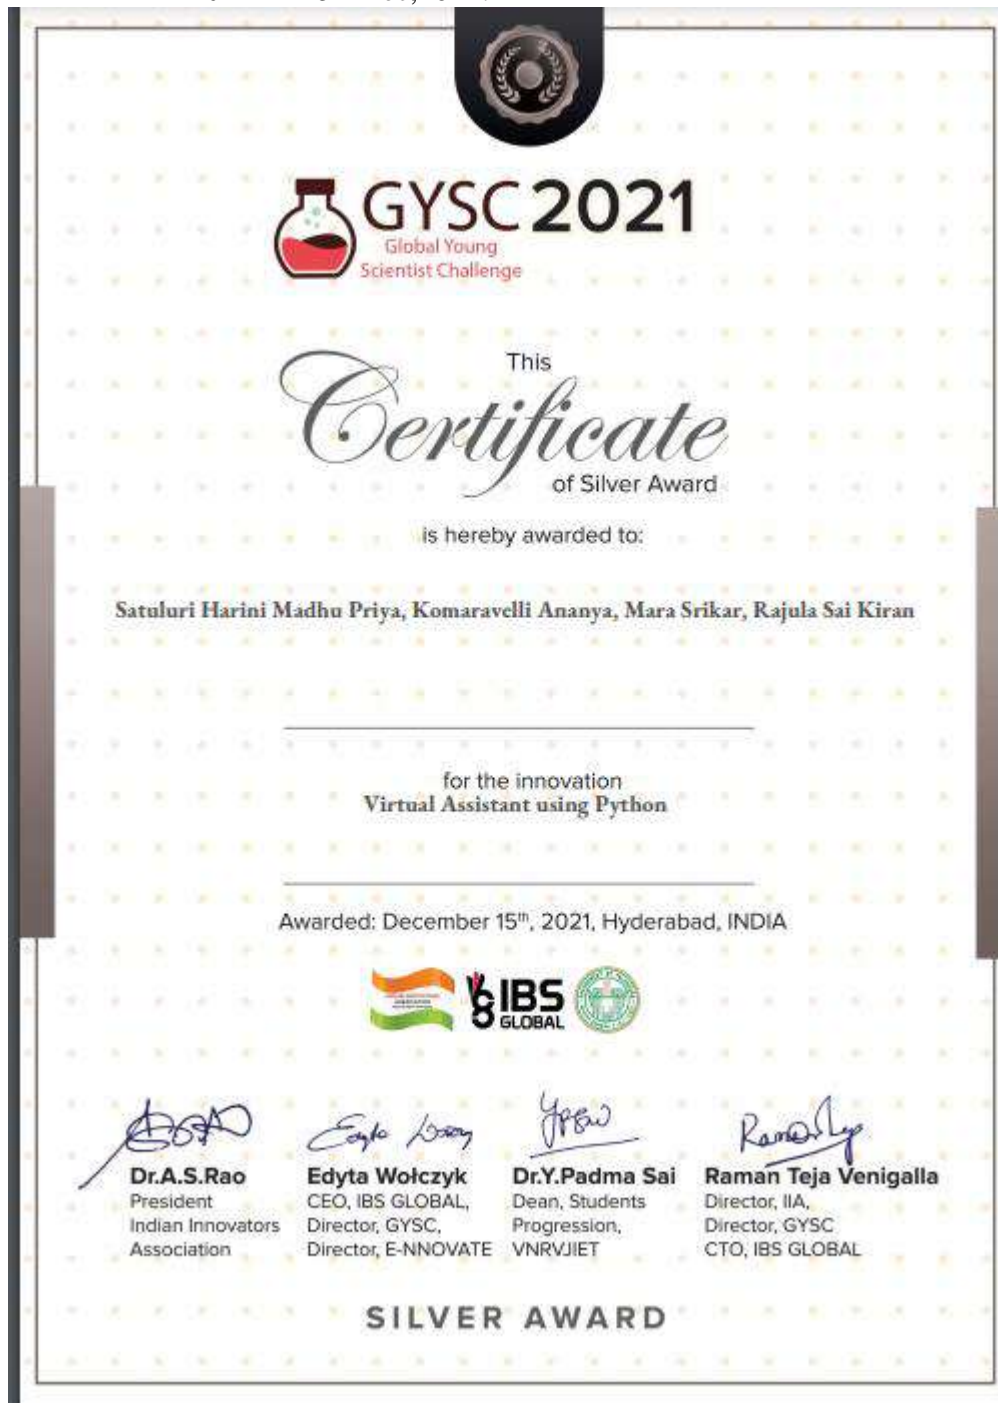 GYSC 2021
Global Young
Scientist Challenge
This
Certificate
of Silver Award
is hereby awarded to:
Satuluri Harini Madhu Priya, Komaravelli Ananya, Mara Srikar, Rajula Sai Kiran
for the innovation
Virtual Assistant using Python
Awarded: December 15th, 2021, Hyderabad, INDIA
IBS
GLOBAL
Dr.A.S.Rao
President
Indian Innovators
Association
Edyta Wołczyk
CEO, IBS GLOBAL,
Director, GYSC,
Director, E-NNOVATE
Dr.Y.Padma Sai
Dean, Students
Progression,
VNRVJIET
Raman Teja Venigalla
Director, IIA,
Director, GYSC
CTO, IBS GLOBAL
SILVER AWARD